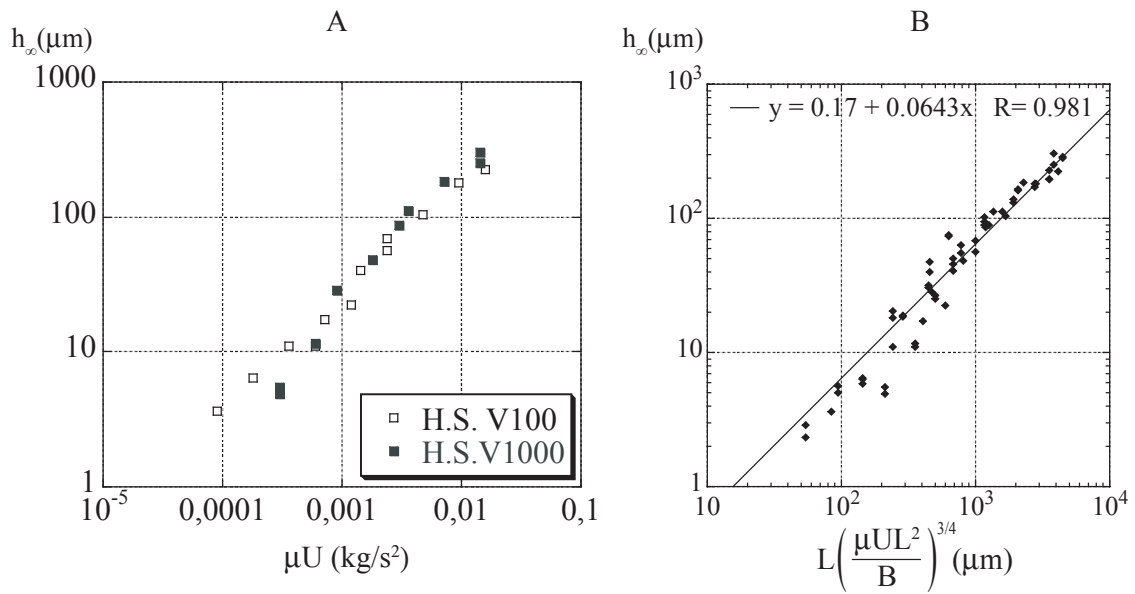 A
h∞(μm)
1000
100
10
1
10⁻⁵
0,0001
0,001
0,01
0,1
μU (kg/s²)
H.S. V100
H.S.V1000
B
h∞(μm)
y = 0.17 + 0.0643x R= 0.981
10³
10²
10
1
10
10²
10³
10⁴
L(μUL²/B)³/⁴(μm)